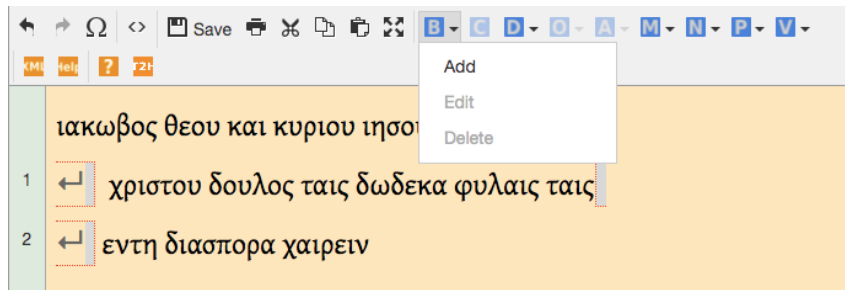 Save B C D O A M N P V
XML Help ? T2H
Add
Edit
Delete
ιακωβος θεου και κυριου
1 χριστου δουλος ταις δωδεκα φυλαις ταις
2 εντη διασπορα χαιρειν